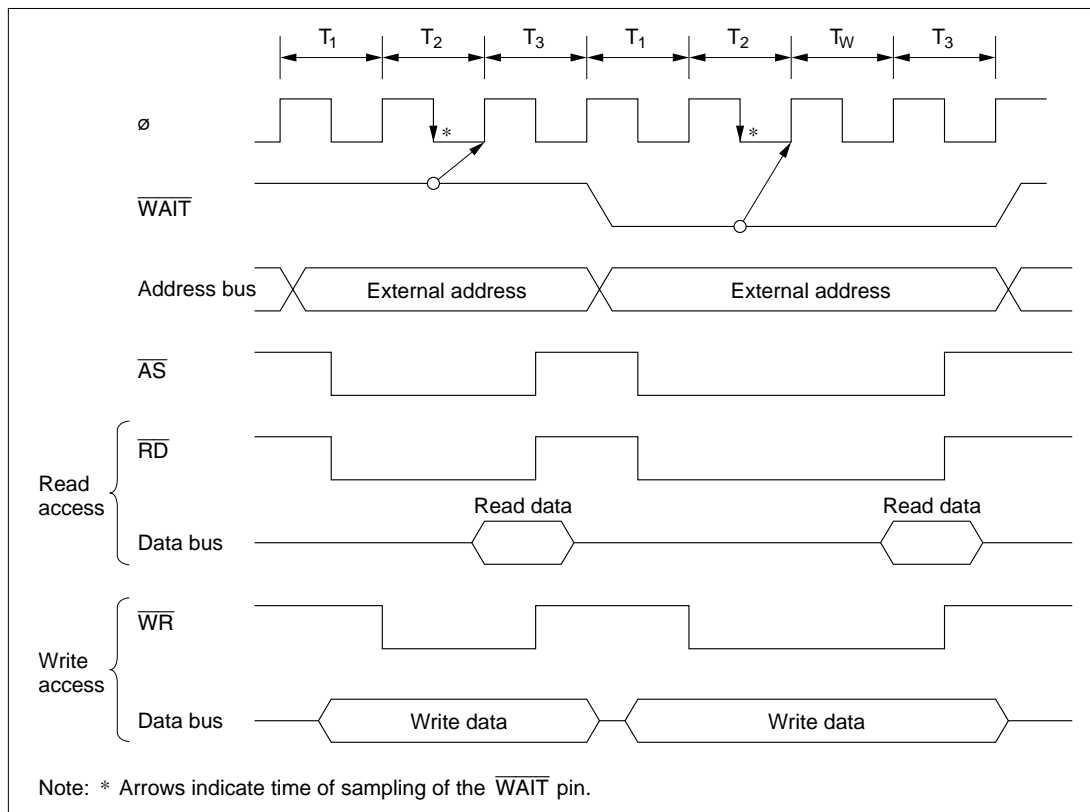 T1 T2 T3 T1 T2 TW T3
ø
*
*
WAIT
Address bus
External address
External address
AS
RD
Read access
Read data
Read data
Data bus
WR
Write access
Data bus
Write data
Write data
Note: * Arrows indicate time of sampling of the WAIT pin.